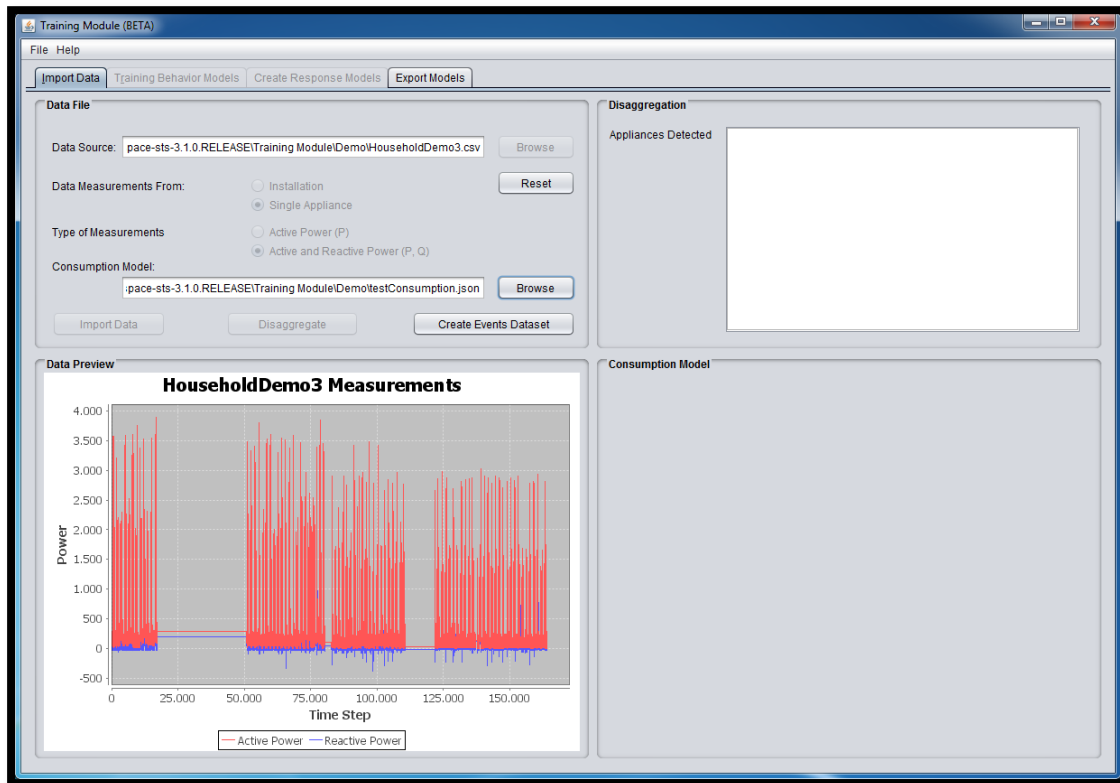 Training Module (BETA)
File Help
Import Data Training Behavior Models Create Response Models Export Models
Data File
Data Source: pace-sts-3.1.0.RELEASE\Training Module\Demo\HouseholdDemo3.csv Browse
Data Measurements From: Installation Reset
Single Appliance
Type of Measurements Active Power (P)
Active and Reactive Power (P, Q)
Consumption Model:
pace-sts-3.1.0.RELEASE\Training Module\Demo\testConsumption.json Browse
Import Data Disaggregate Create Events Dataset
Disaggregation
Appliances Detected
Data Preview
HouseholdDemo3 Measurements
4.000
3.500
3.000
2.500
2.000
1.500
1.000
500
0
-500
Power
0 25.000 50.000 75.000 100.000 125.000 150.000
Time Step
Active Power Reactive Power
Consumption Model